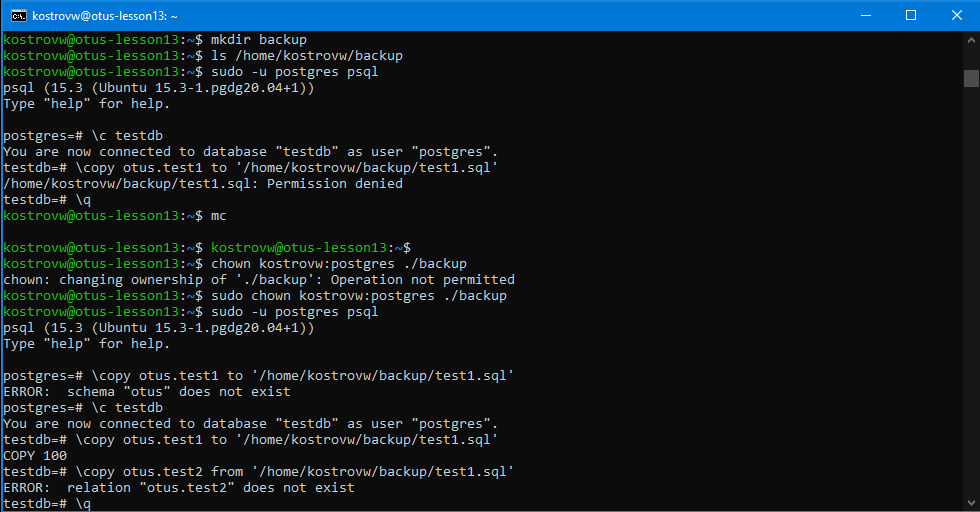 kostrovw@otus-lesson13: ~
kostrovw@otus-lesson13:~$ mkdir backup
kostrovw@otus-lesson13:~$ ls /home/kostrovw/backup
kostrovw@otus-lesson13:~$ sudo -u postgres psql
psql (15.3 (Ubuntu 15.3-1.pgdg20.04+1))
Type "help" for help.
postgres=# \c testdb
You are now connected to database "testdb" as user "postgres".
testdb=# \copy otus.test1 to '/home/kostrovw/backup/test1.sql'
/home/kostrovw/backup/test1.sql: Permission denied
testdb=# \q
kostrovw@otus-lesson13:~$ mc
kostrovw@otus-lesson13:~$ kostrovw@otus-lesson13:~$
kostrovw@otus-lesson13:~$ chown kostrovw:postgres ./backup
chown: changing ownership of './backup': Operation not permitted
kostrovw@otus-lesson13:~$ sudo chown kostrovw:postgres ./backup
kostrovw@otus-lesson13:~$ sudo -u postgres psql
psql (15.3 (Ubuntu 15.3-1.pgdg20.04+1))
Type "help" for help.
postgres=# \copy otus.test1 to '/home/kostrovw/backup/test1.sql'
ERROR:  schema "otus" does not exist
postgres=# \c testdb
You are now connected to database "testdb" as user "postgres".
testdb=# \copy otus.test1 to '/home/kostrovw/backup/test1.sql'
COPY 100
testdb=# \copy otus.test2 from '/home/kostrovw/backup/test1.sql'
ERROR:  relation "otus.test2" does not exist
testdb=# \q